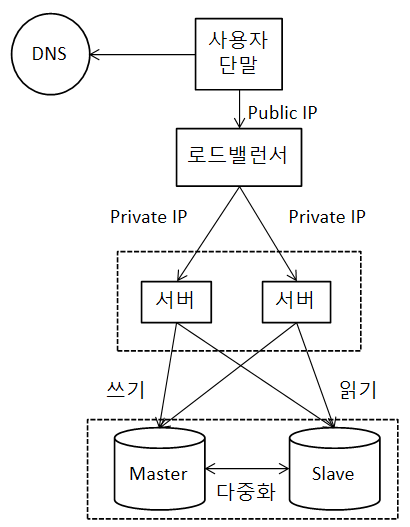 DNS
사용자
단말
Public IP
로드밸런서
Private IP
Private IP
서버
서버
쓰기
읽기
Master
다중화
Slave